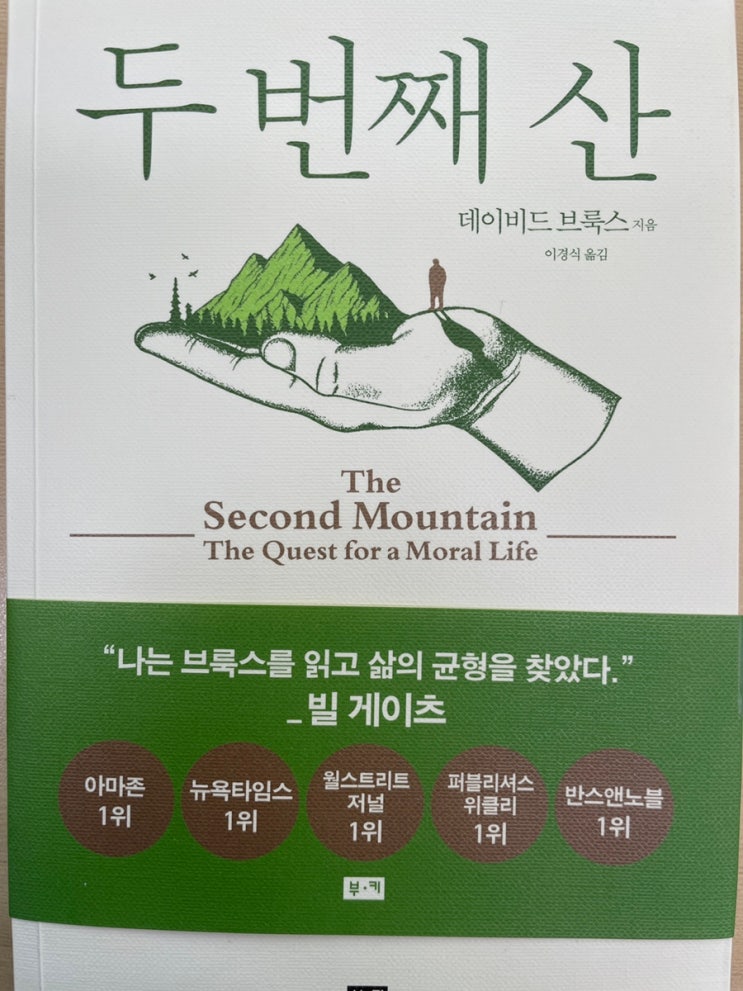 두 번째 산
데이비드 브룩스 지음
이경식 옮김
The
Second Mountain
The Quest for a Moral Life
“나는 브룩스를 읽고 삶의 균형을 찾았다.”
_ 빌 게이츠
아마존
1위
뉴욕타임스
1위
월스트리트
저널
1위
퍼블리셔스
위클리
1위
반스앤노블
1위
부·키